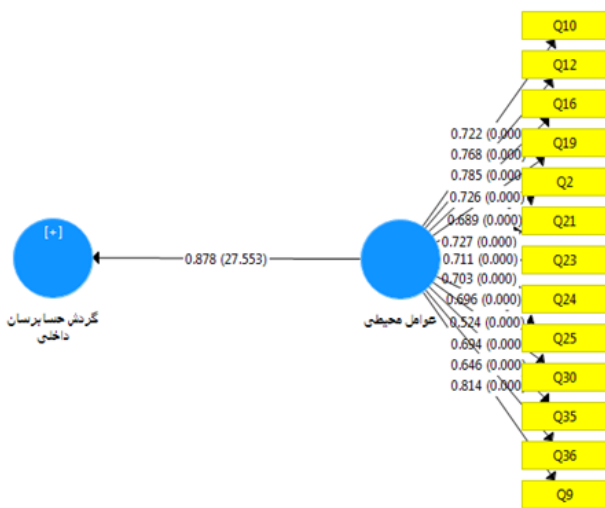 Q10
Q12
Q16
Q19
Q2
Q21
Q23
Q24
Q25
Q30
Q35
Q36
Q9
0.722 (0.000
0.768 (0.000
0.785 (0.000
0.726 (0.000)
0.689 (0.000)
0.727 (0.000)
0.711 (0.000)
0.703 (0.000)
0.696 (0.000)
0.524 (0.000)
0.694 (0.000
0.646 (0.000
0.814 (0.000
[+]
0.878 (27.553)
گردش حسابرسان
داخلی
عوامل محیطی